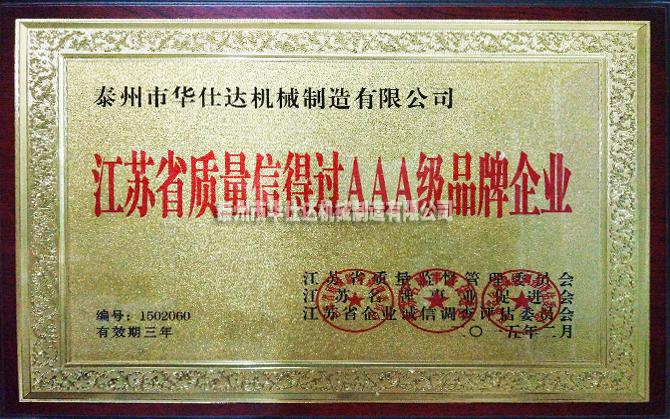 泰州市华仕达机械制造有限公司
江苏省质量信得过AAA级品牌企业
泰州市华仕达机械制造有限公司
江苏省质量监督管理委员会
江苏名牌事业促进会
江苏省企业诚信调查评估委员会
二〇一五年二月
编号：1502060
有效期三年